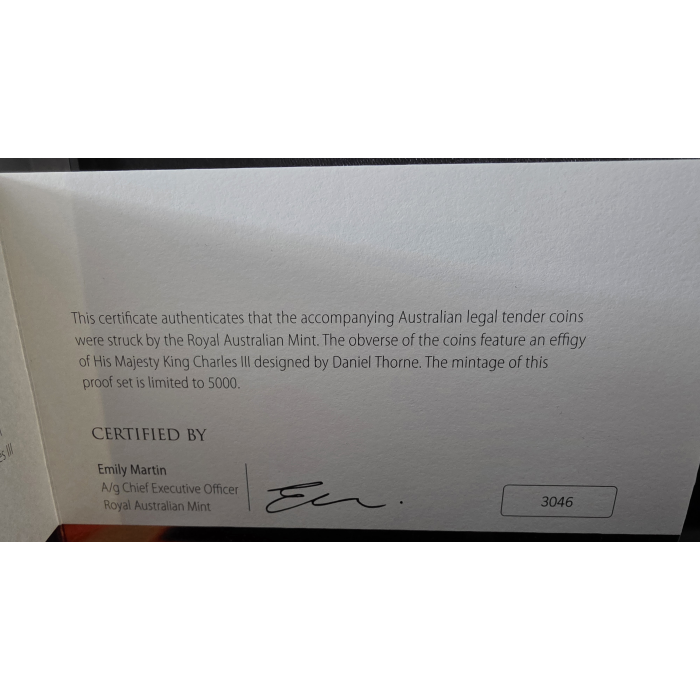 This certificate authenticates that the accompanying Australian legal tender coins
were struck by the Royal Australian Mint. The obverse of the coins feature an effigy
of His Majesty King Charles III designed by Daniel Thorne. The mintage of this
proof set is limited to 5000.
CERTIFIED BY
Emily Martin
A/g Chief Executive Officer
Royal Australian Mint
3046
es III